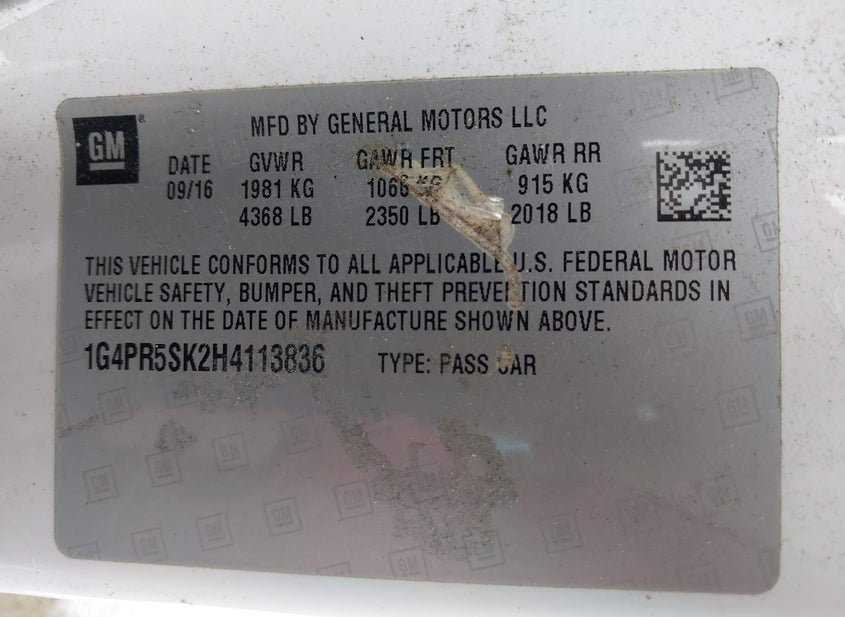 GM
MFD BY GENERAL MOTORS LLC
DATE GVWR GAWR FRT GAWR RR
09/16 1981 KG 1066 KG 915 KG
4368 LB 2350 LB 2018 LB
THIS VEHICLE CONFORMS TO ALL APPLICABLE U.S. FEDERAL MOTOR
VEHICLE SAFETY, BUMPER, AND THEFT PREVENTION STANDARDS IN
EFFECT ON THE DATE OF MANUFACTURE SHOWN ABOVE.
1G4PR5SK2H4113836 TYPE: PASS CAR